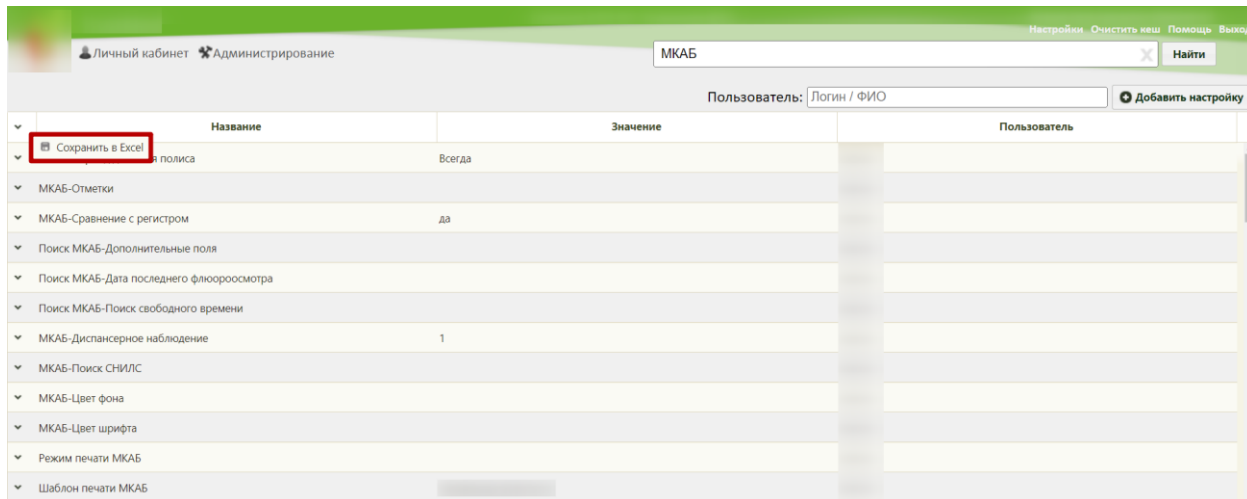 Настройки Очистить кеш Помощь Выход
Личный кабинет Администрирование
МКАБ X Найти
Пользователь: Логин / ФИО Добавить настройку
Название Значение Пользователь
Сохранить в Excel
я полиса Всегда
МКАБ-Отметки
МКАБ-Сравнение с регистром да
Поиск МКАБ-Дополнительные поля
Поиск МКАБ-Дата последнего флюороосмотра
Поиск МКАБ-Поиск свободного времени
МКАБ-Диспансерное наблюдение 1
МКАБ-Поиск СНИЛС
МКАБ-Цвет фона
МКАБ-Цвет шрифта
Режим печати МКАБ
Шаблон печати МКАБ